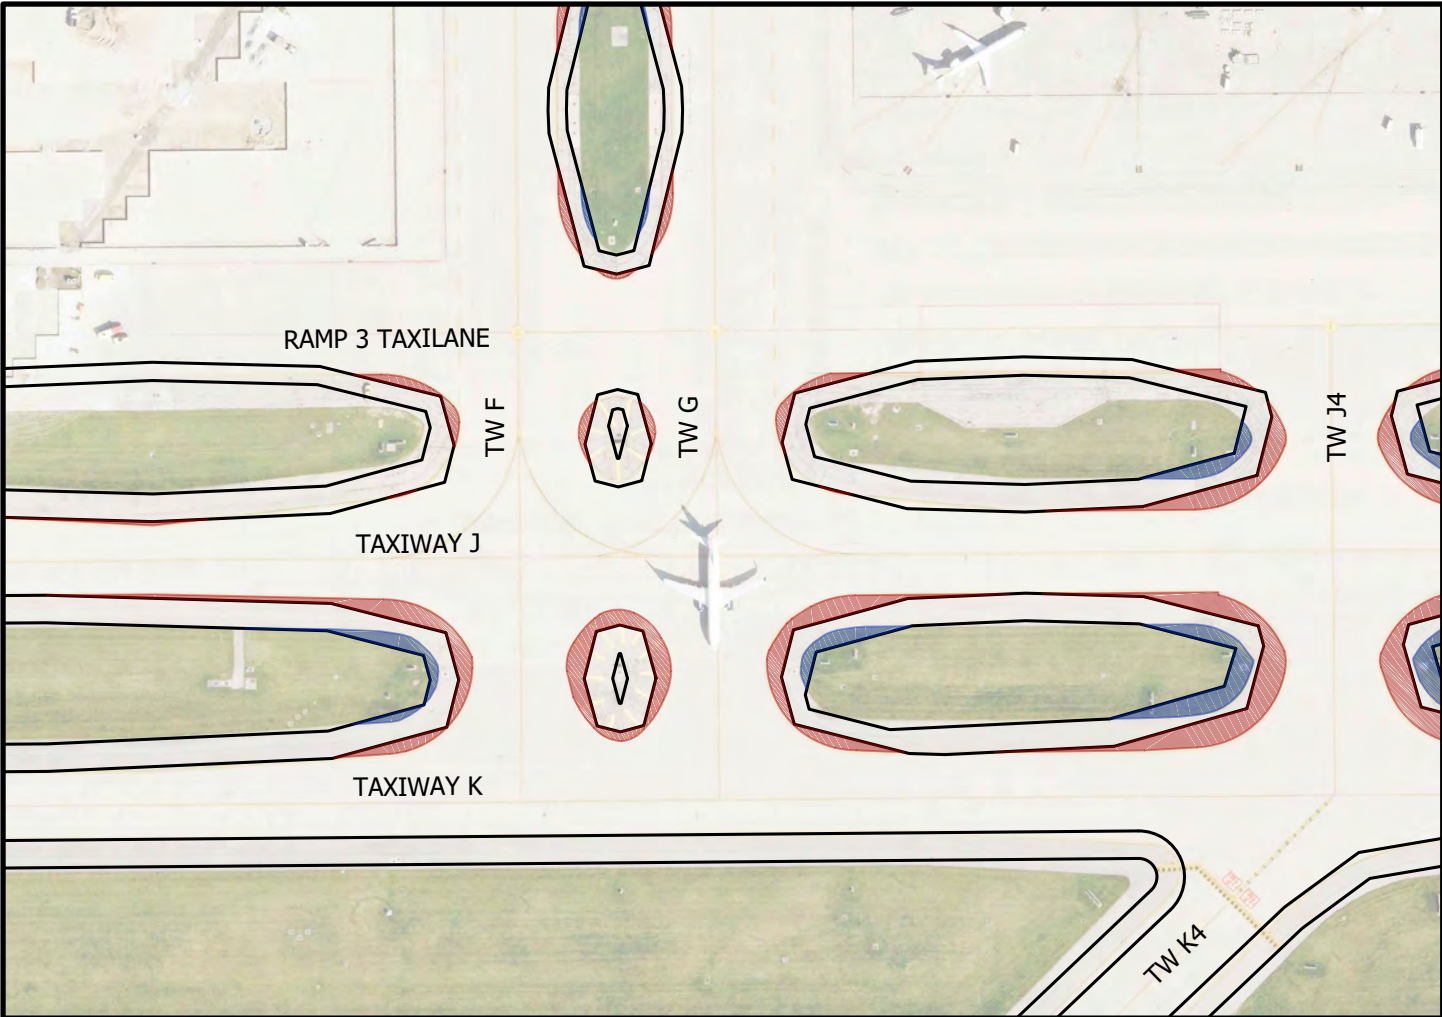 RAMP 3 TAXILANE
TW F
TW G
TW J4
TAXIWAY J
TAXIWAY K
TW K4